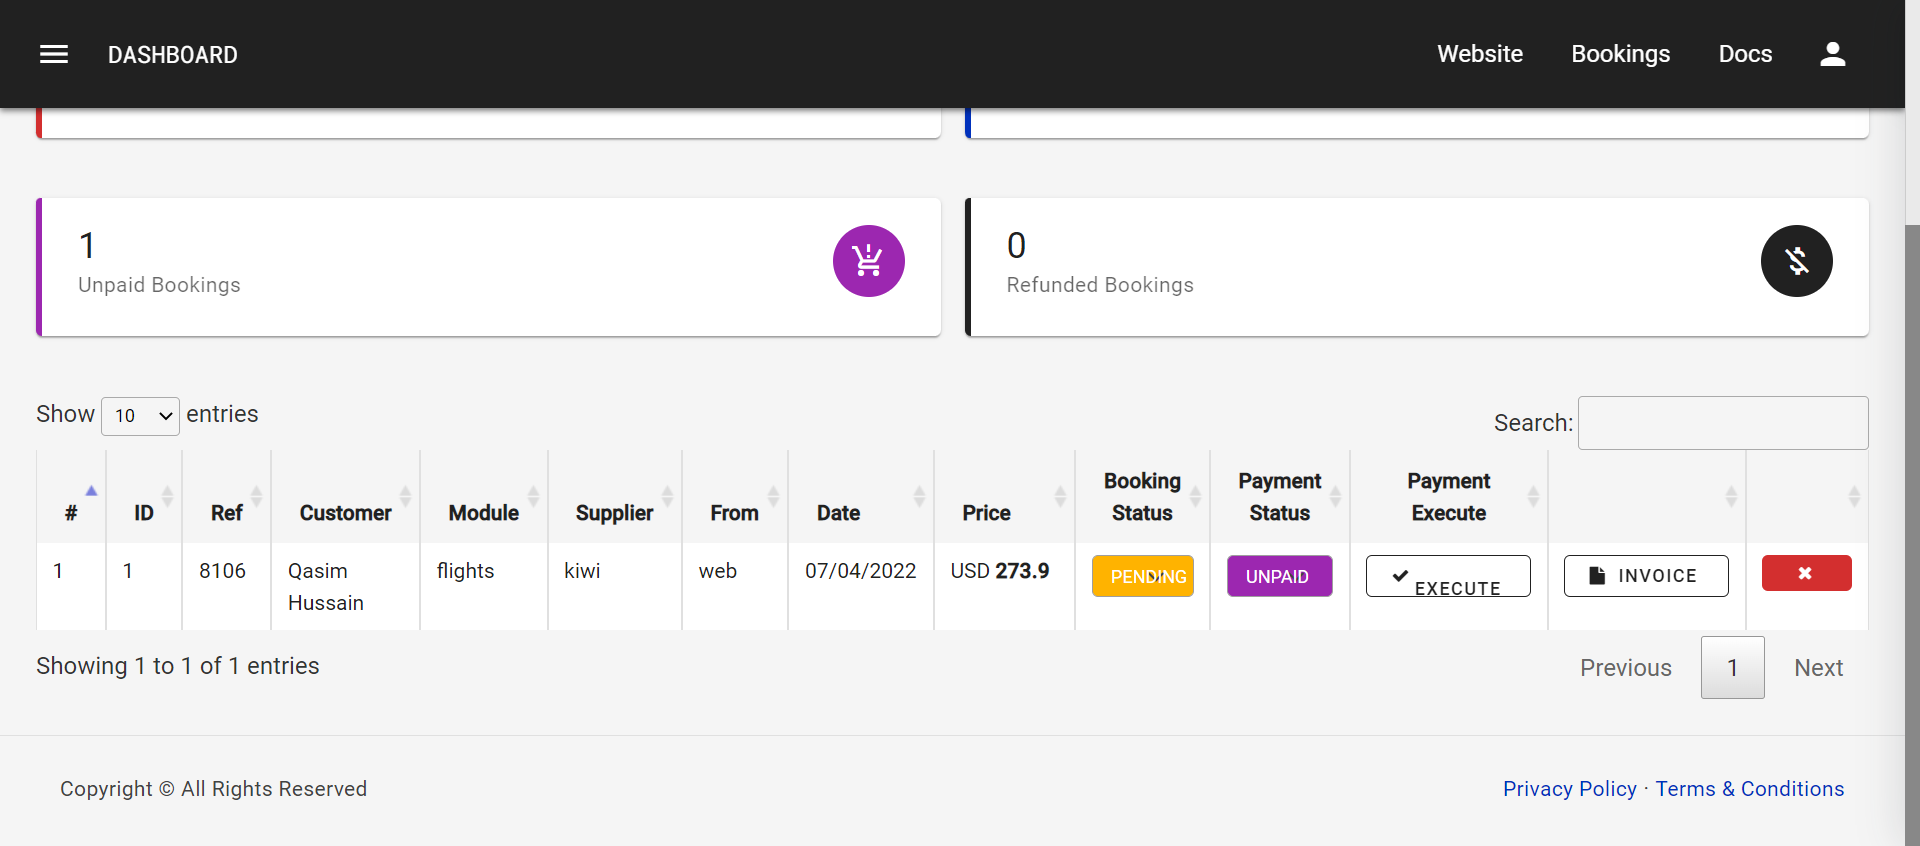 DASHBOARD Website Bookings Docs
1 0
Unpaid Bookings Refunded Bookings
Show 10 entries Search:
# ID Ref Customer Module Supplier From Date Price Booking Status Payment Status Payment Execute
1 1 8106 Qasim Hussain flights kiwi web 07/04/2022 USD 273.9 PENDING UNPAID EXECUTE INVOICE
Showing 1 to 1 of 1 entries Previous 1 Next
Copyright © All Rights Reserved Privacy Policy · Terms & Conditions